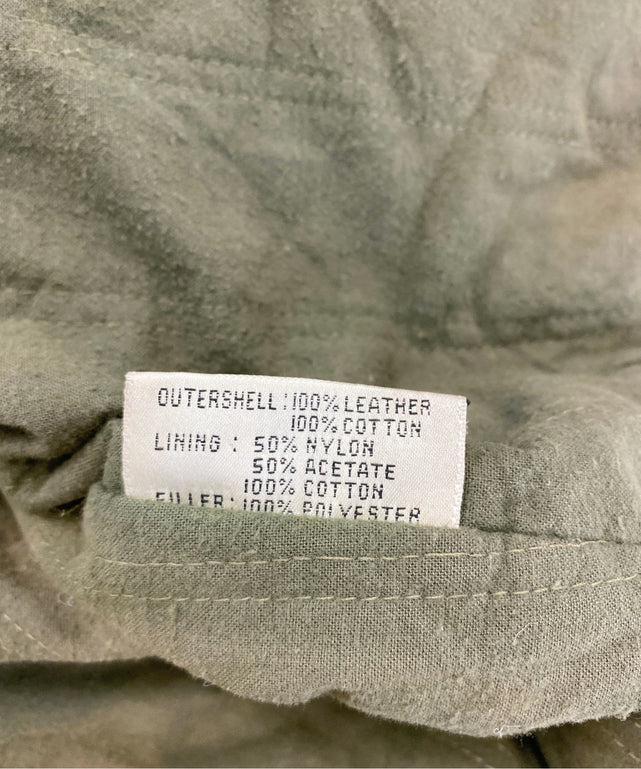 OUTERSHELL:100% LEATHER
100% COTTON
LINING : 50% NYLON
50% ACETATE
100% COTTON
FILLER: 100% POLYESTER